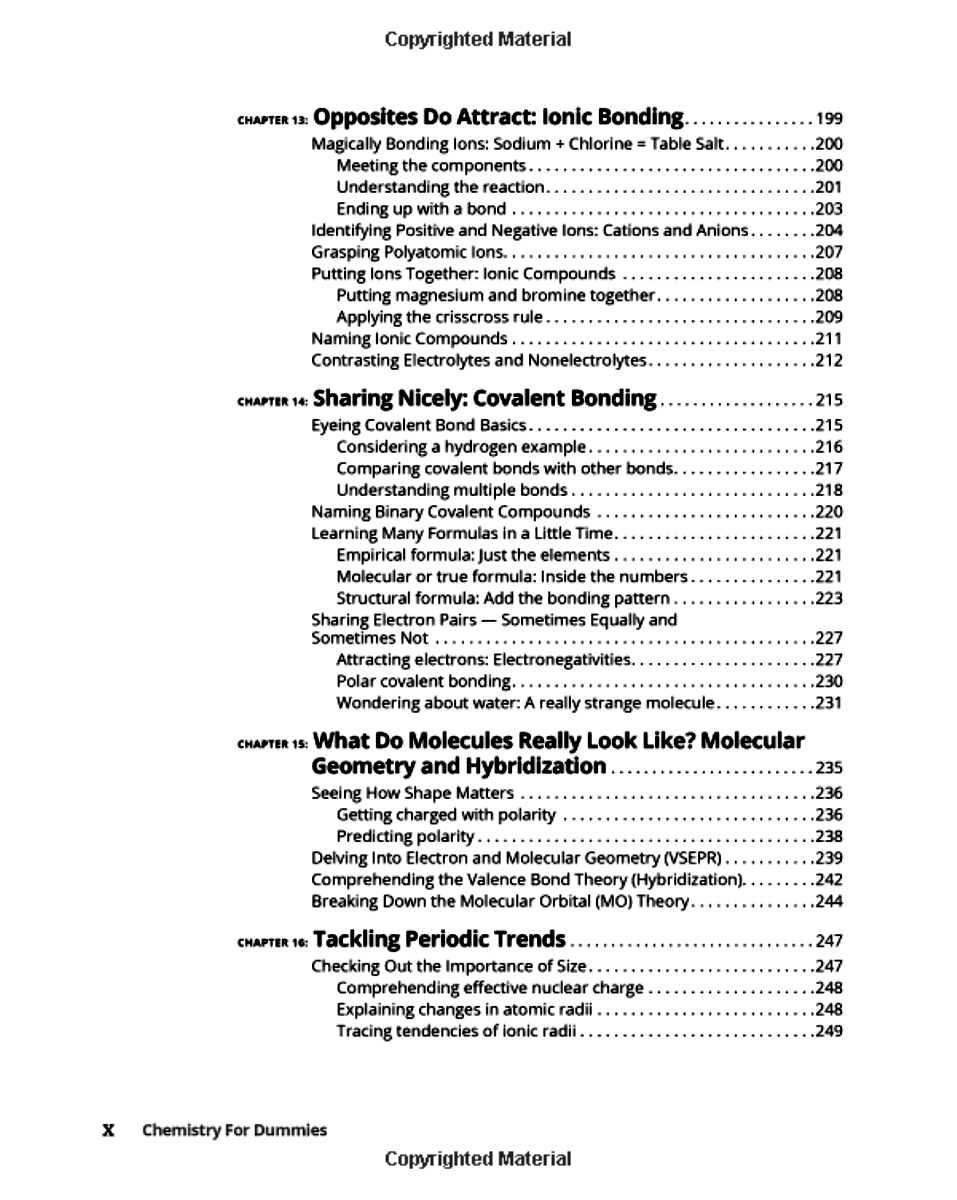 Copyrighted Material
CHAPTER 13: Opposites Do Attract: Ionic Bonding................199
Magically Bonding Ions: Sodium + Chlorine = Table Salt...........200
Meeting the components..................................200
Understanding the reaction................................201
Ending up with a bond ....................................203
Identifying Positive and Negative Ions: Cations and Anions........204
Grasping Polyatomic Ions.....................................207
Putting Ions Together: Ionic Compounds .......................208
Putting magnesium and bromine together...................208
Applying the crisscross rule................................209
Naming Ionic Compounds ....................................211
Contrasting Electrolytes and Nonelectrolytes....................212
CHAPTER 14: Sharing Nicely: Covalent Bonding...................215
Eyeing Covalent Bond Basics..................................215
Considering a hydrogen example...........................216
Comparing covalent bonds with other bonds.................217
Understanding multiple bonds.............................218
Naming Binary Covalent Compounds ..........................220
Learning Many Formulas in a Little Time........................221
Empirical formula: Just the elements........................221
Molecular or true formula: Inside the numbers...............221
Structural formula: Add the bonding pattern.................223
Sharing Electron Pairs — Sometimes Equally and
Sometimes Not .............................................227
Attracting electrons: Electronegativities......................227
Polar covalent bonding....................................230
Wondering about water: A really strange molecule............231
CHAPTER 15: What Do Molecules Really Look Like? Molecular
Geometry and Hybridization.........................235
Seeing How Shape Matters ...................................236
Getting charged with polarity ..............................236
Predicting polarity........................................238
Delving Into Electron and Molecular Geometry (VSEPR)...........239
Comprehending the Valence Bond Theory (Hybridization).........242
Breaking Down the Molecular Orbital (MO) Theory...............244
CHAPTER 16: Tackling Periodic Trends..............................247
Checking Out the Importance of Size...........................247
Comprehending effective nuclear charge ....................248
Explaining changes in atomic radii..........................248
Tracing tendencies of ionic radii............................249
X Chemistry For Dummies
Copyrighted Material